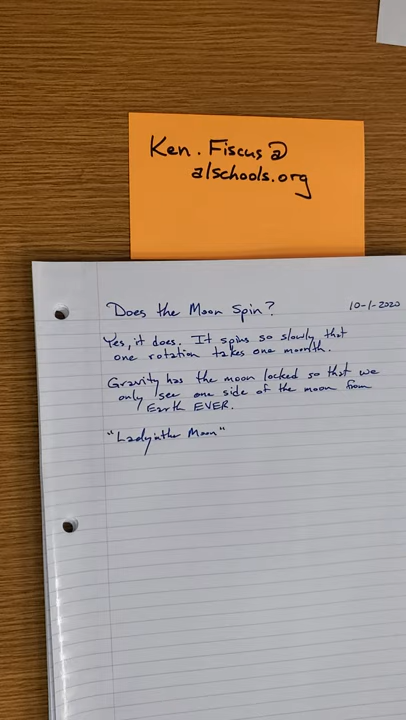 Ken.Fiscus@
alschools.org
Does the Moon Spin?
10-1-2020
Yes, it does. It spins so slowly that
one rotation takes one month.
Gravity has the moon locked so that we
only see one side of the moon from
Earth EVER.
"Lady in the Moon"